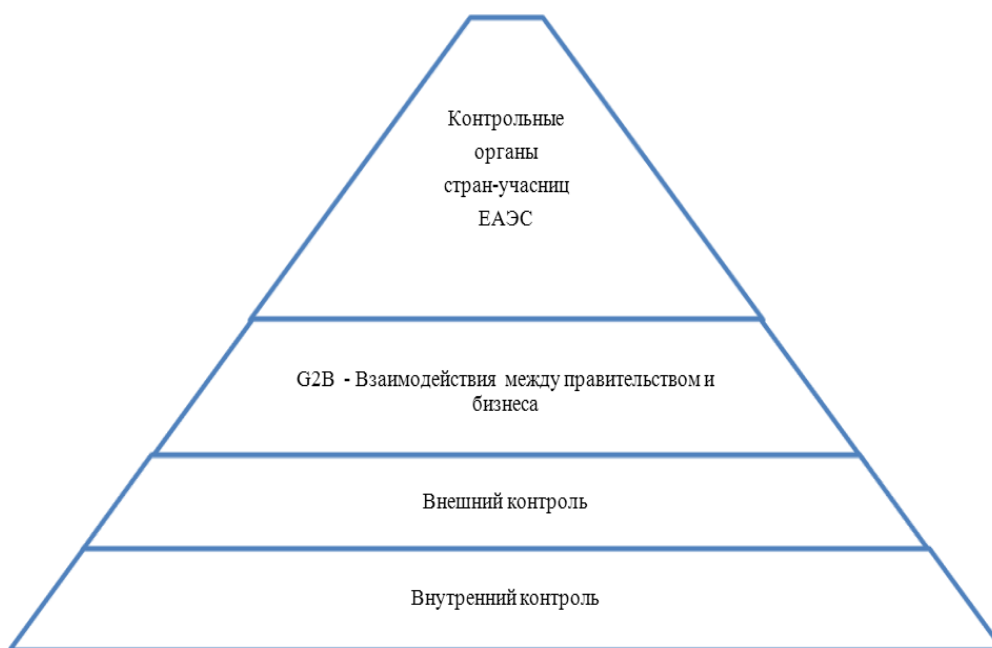 Контрольные
органы
стран-учасниц
ЕАЭС
G2B - Взаимодействия между правительством и
бизнеса
Внешний контроль
Внутренний контроль